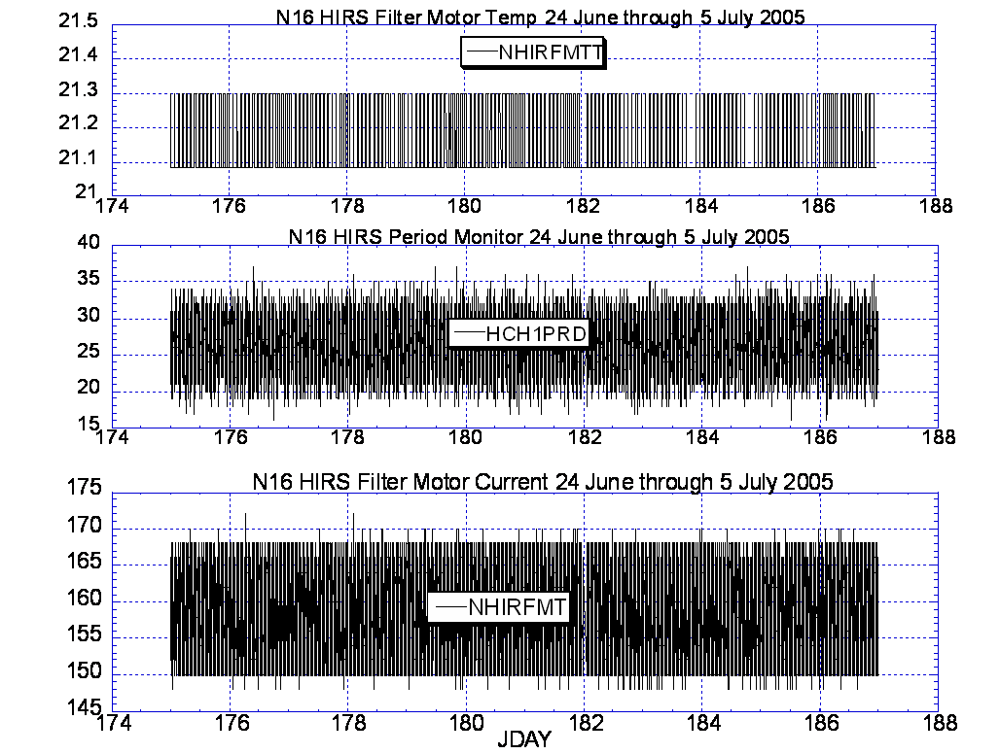 N16 HIRS Filter Motor Temp 24 June through 5 July 2005
21.5
21.4
21.3
21.2
21.1
21
NHIRFMTT
174 176 178 180 182 184 186 188
N16 HIRS Period Monitor 24 June through 5 July 2005
40
35
30
25
20
15
HCH1PRD
174 176 178 180 182 184 186 188
N16 HIRS Filter Motor Current 24 June through 5 July 2005
175
170
165
160
155
150
145
NHIRFMT
174 176 178 180 182 184 186 188
JDAY